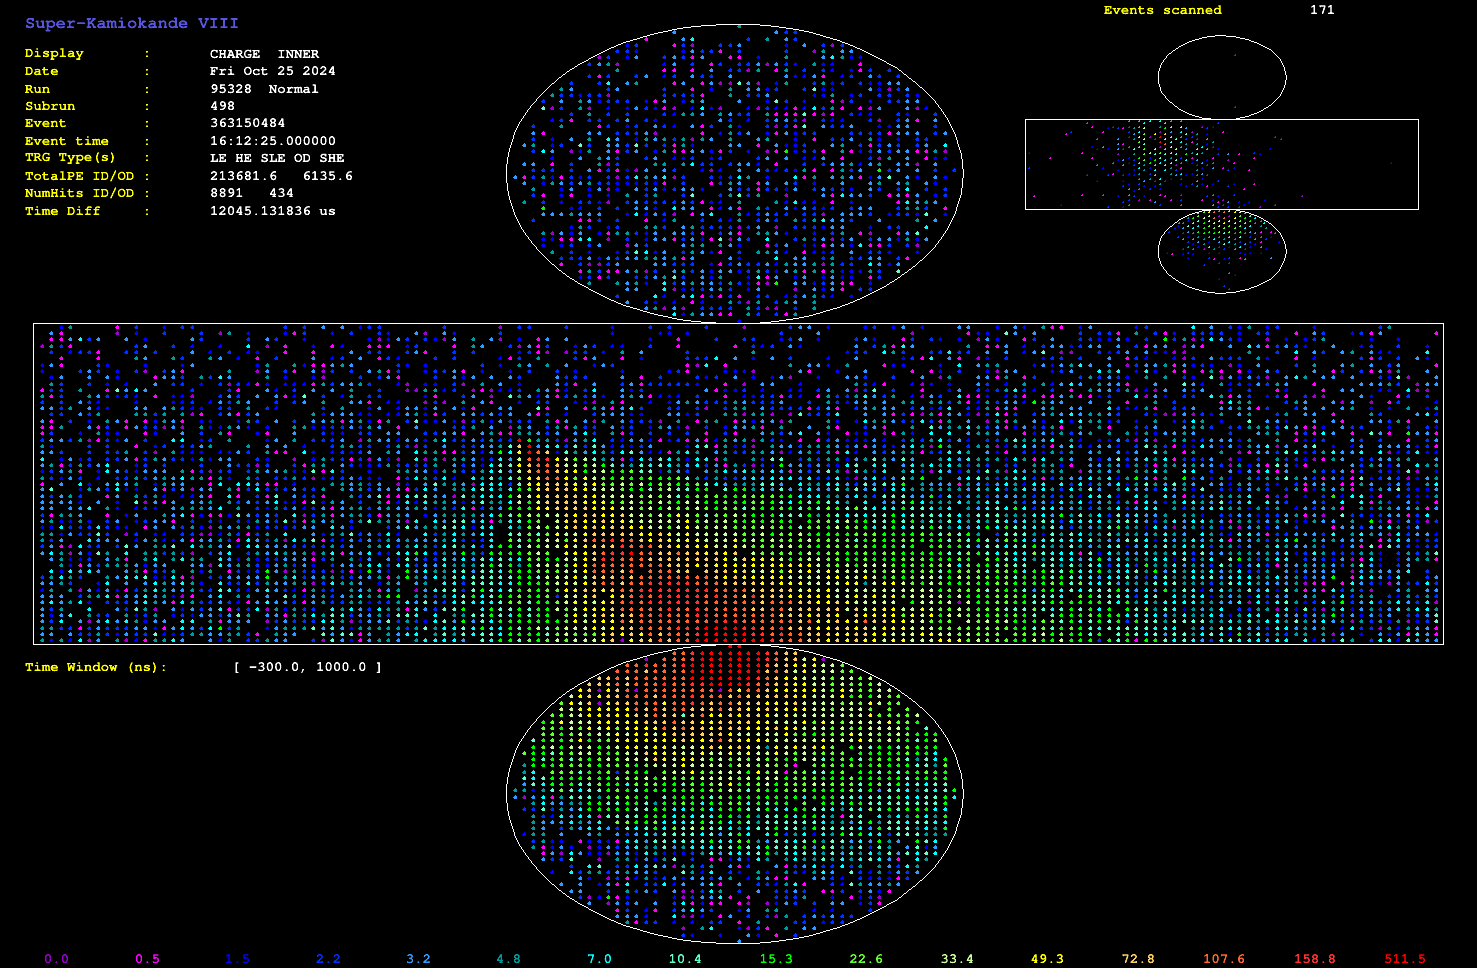 Super-Kamiokande VIII
Display : CHARGE INNER
Date : Fri Oct 25 2024
Run : 95328 Normal
Subrun : 498
Event : 363150484
Event time : 16:12:25.000000
TRG Type(s) : LE HE SLE OD SHE
TotalPE ID/OD : 213681.6 6135.6
NumHits ID/OD : 8891 434
Time Diff : 12045.131836 us
Events scanned 171
Time Window (ns): [ -300.0, 1000.0 ]
0.0 0.5 1.5 2.2 3.2 4.8 7.0 10.4 15.3 22.6 33.4 49.3 72.8 107.6 158.8 511.5